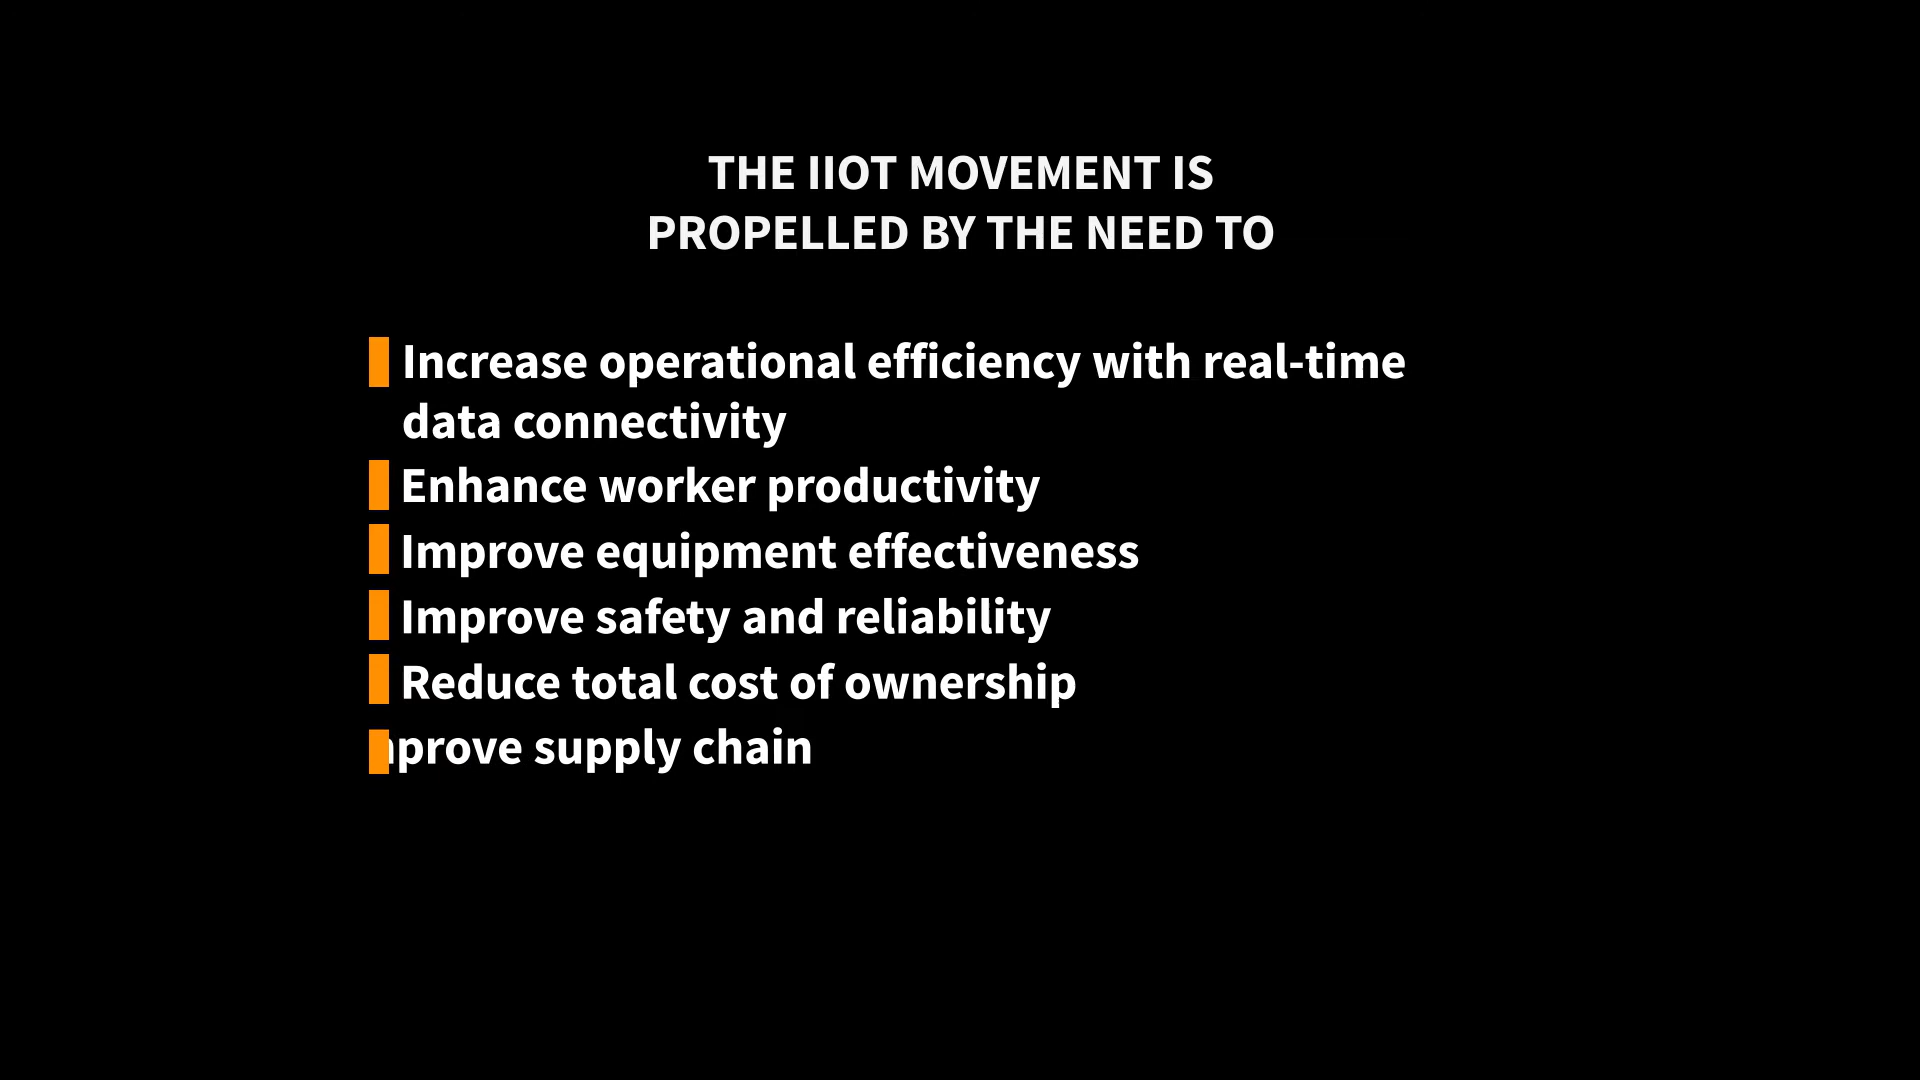 THE IIOT MOVEMENT IS
PROPELLED BY THE NEED TO
Increase operational efficiency with real-time
data connectivity
Enhance worker productivity
Improve equipment effectiveness
Improve safety and reliability
Reduce total cost of ownership
supply chain